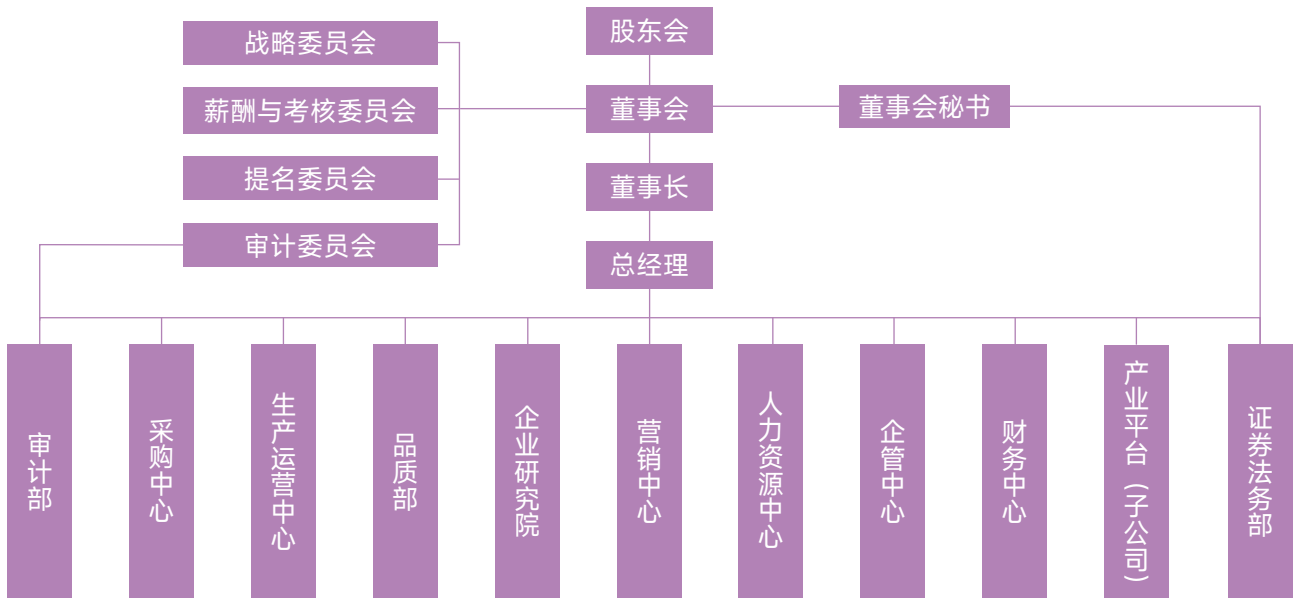 战略委员会
股东会
薪酬与考核委员会
董事会
董事会秘书
提名委员会
董事长
审计委员会
总经理
审计部
采购中心
生产运营中心
品质部
企业研究院
营销中心
人力资源中心
企管中心
财务中心
产业平台（子公司）
证券法务部